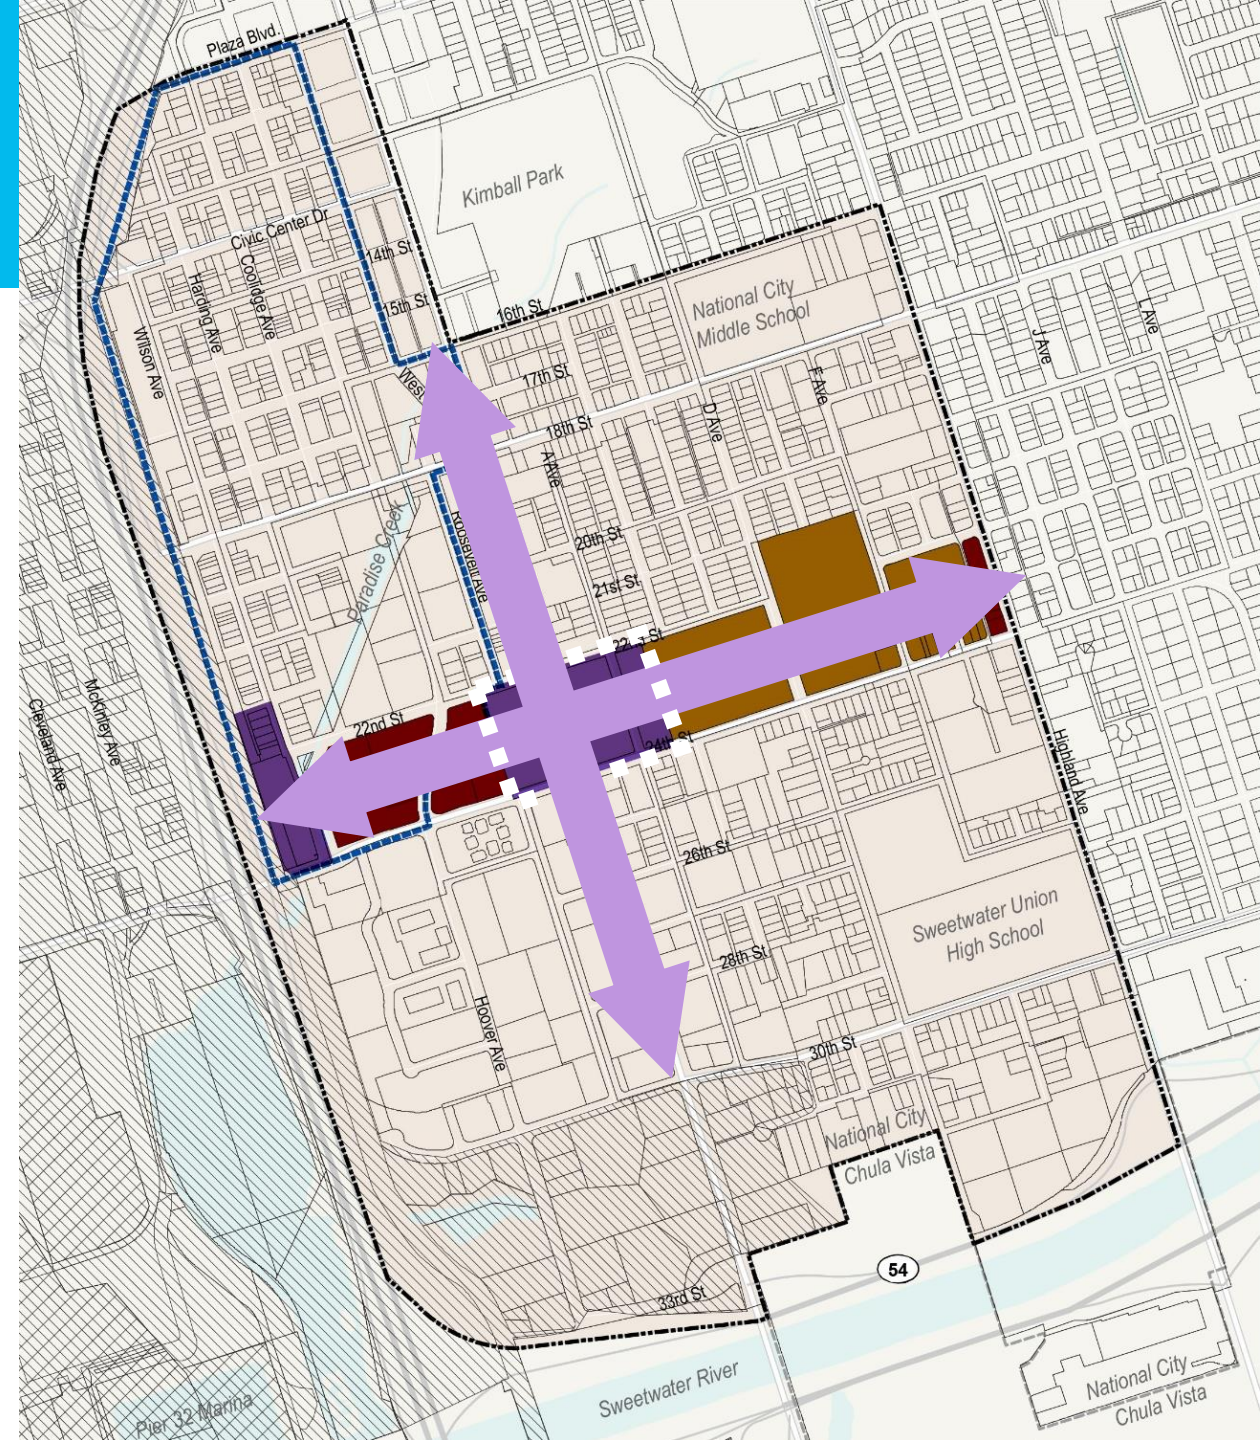 Plaza Blvd.
Kimball Park
Civic Center Dr
14th St
Coolidge Ave
Harding Ave
15th St
16th St
National City
Middle School
Wilson Ave
L Ave
J Ave
West
17th St
F Ave
D Ave
18th St
A Ave
Paradise Creek
Roosevelt Ave
20th St
21st St
22nd St
McKinley Ave
Cleveland Ave
22nd St
24th St
Highland Ave
26th St
Sweetwater Union
High School
28th St
Hoover Ave
30th St
National City
Chula Vista
54
33rd St
Sweetwater River
National City
Chula Vista
Pier 32 Marina